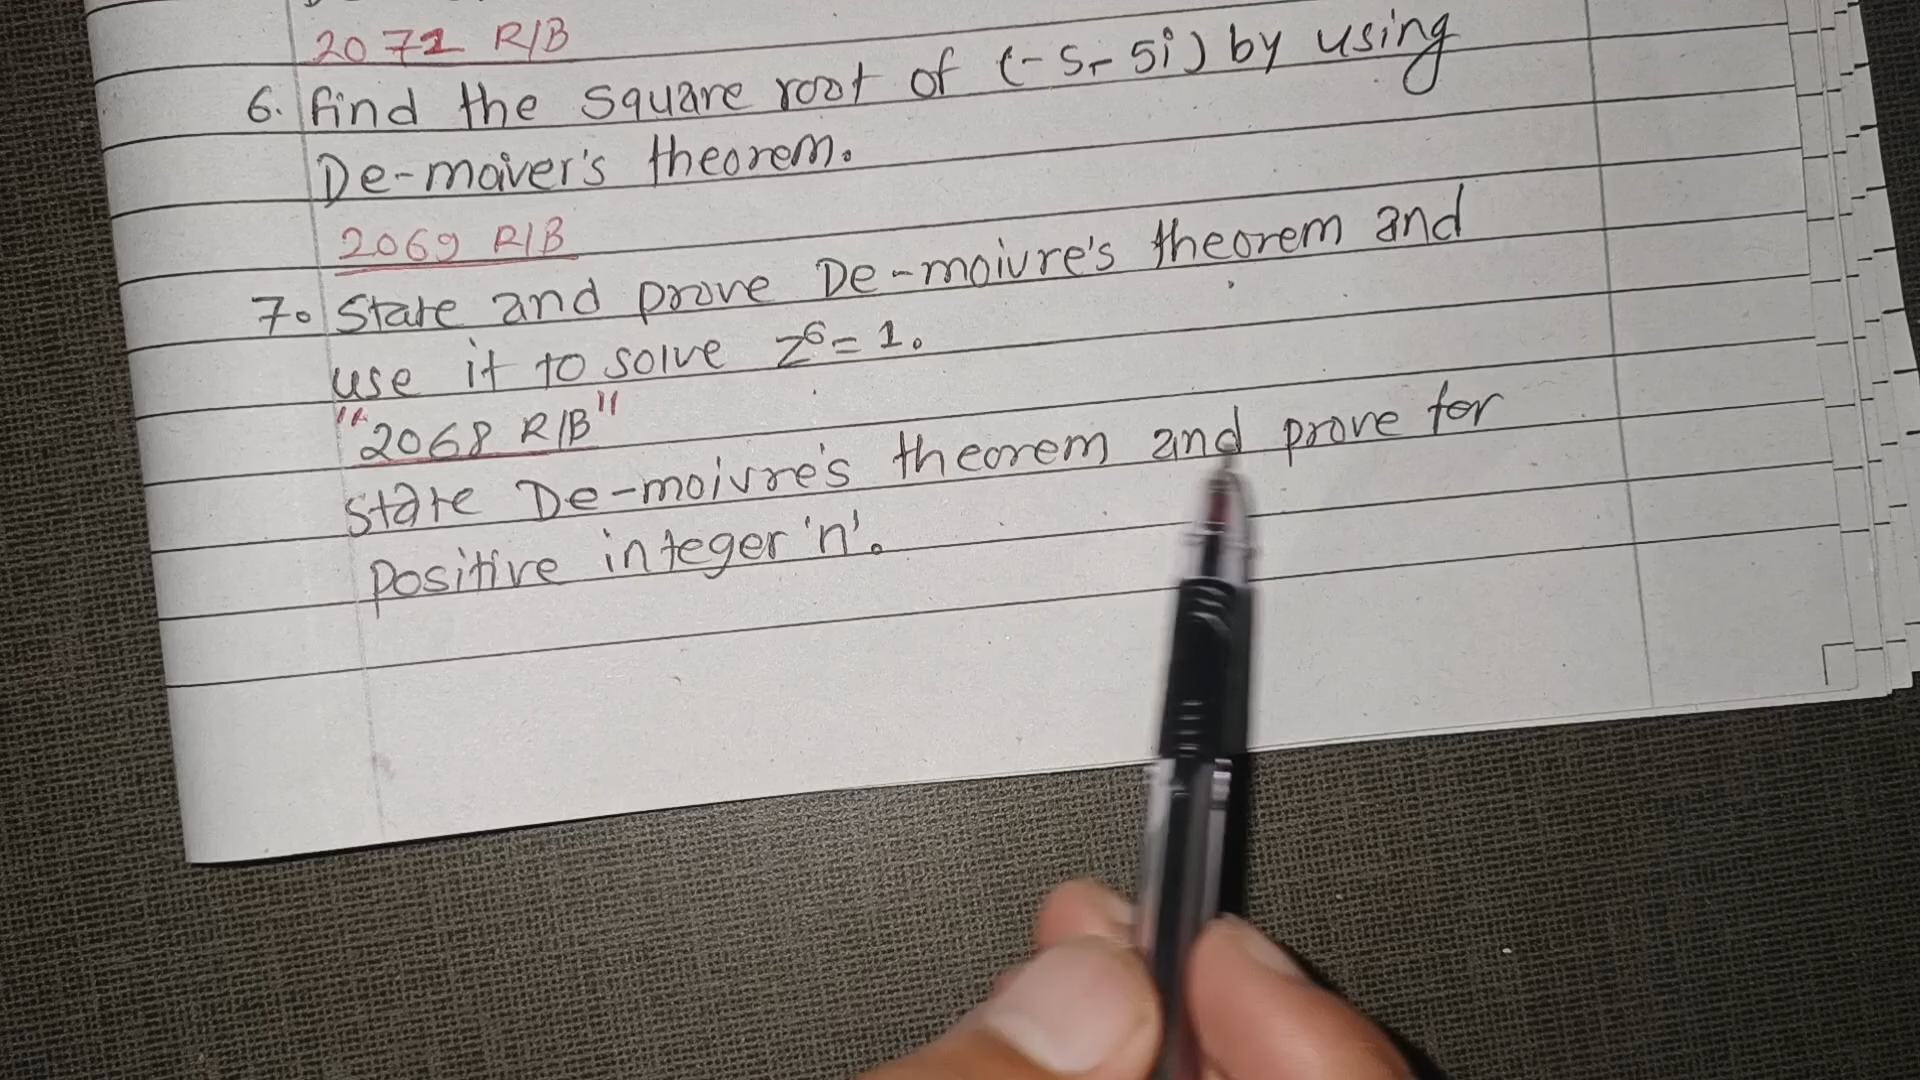 2071 R/B
6. find the square root of (-5-5i) by using
De-moiver's theorem.
2069 R/B
7. State and prove De-moivre's theorem and
use it to solve z⁶=1.
"2068 R/B"
state De-moivre's theorem and prove for
positive integer 'n'.